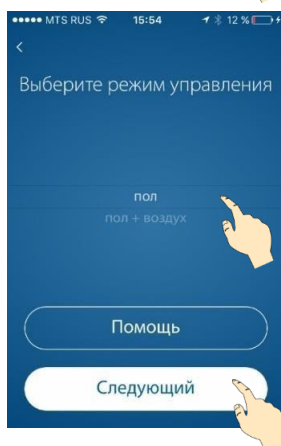 MTS RUS 15:54 12 %
Выберите режим управления
пол
пол + воздух
Помощь
Следующий